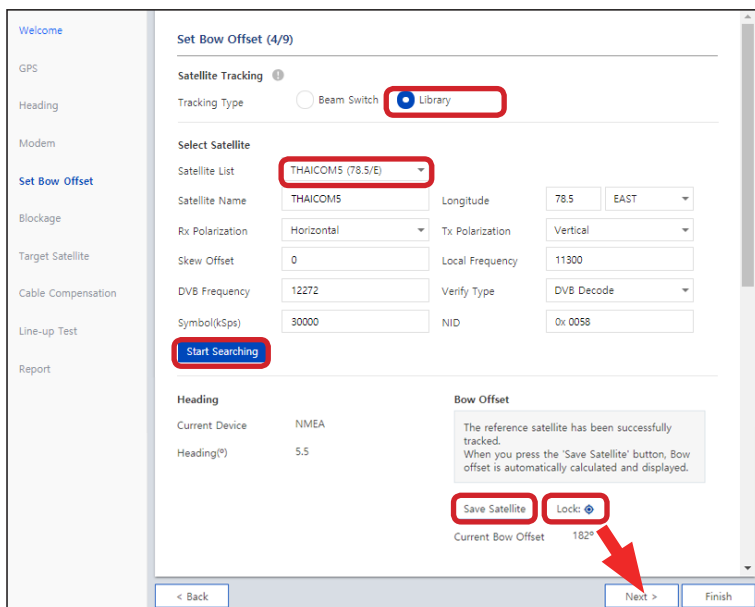 Welcome
GPS
Heading
Modem
Set Bow Offset
Blockage
Target Satellite
Cable Compensation
Line-up Test
Report
Set Bow Offset (4/9)
Satellite Tracking !
Tracking Type Beam Switch Library
Select Satellite
Satellite List THAICOM5 (78.5/E)
Satellite Name THAICOM5 Longitude 78.5 EAST
Rx Polarization Horizontal Tx Polarization Vertical
Skew Offset 0 Local Frequency 11300
DVB Frequency 12272 Verify Type DVB Decode
Symbol(kSps) 30000 NID 0x 0058
Start Searching
Heading
Current Device NMEA
Heading(º) 5.5
Bow Offset
The reference satellite has been successfully
tracked.
When you press the 'Save Satellite' button, Bow
offset is automatically calculated and displayed.
Save Satellite Lock:
Current Bow Offset 182º
< Back Next > Finish